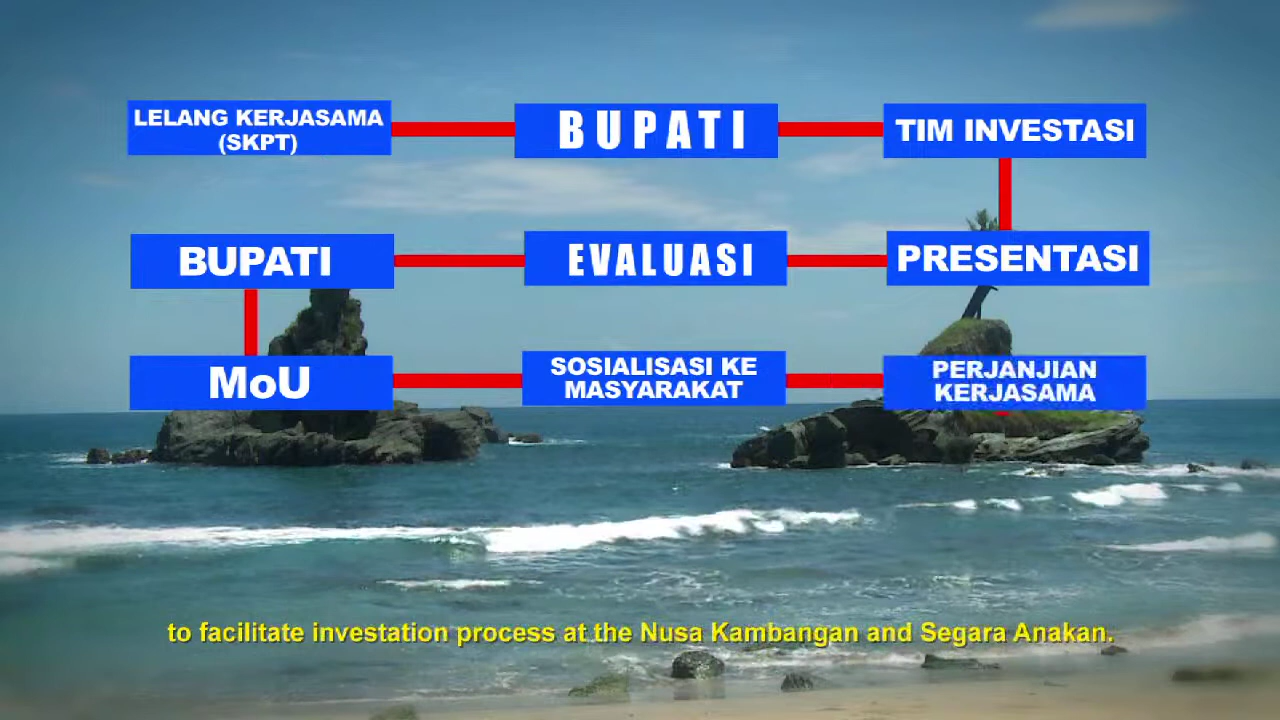 LELANG KERJASAMA
(SKPT)
BUPATI
TIM INVESTASI
BUPATI
EVALUASI
PRESENTASI
MoU
SOSIALISASI KE
MASYARAKAT
PERJANJIAN
KERJASAMA
to facilitate investation process at the Nusa Kambangan and Segara Anakan.